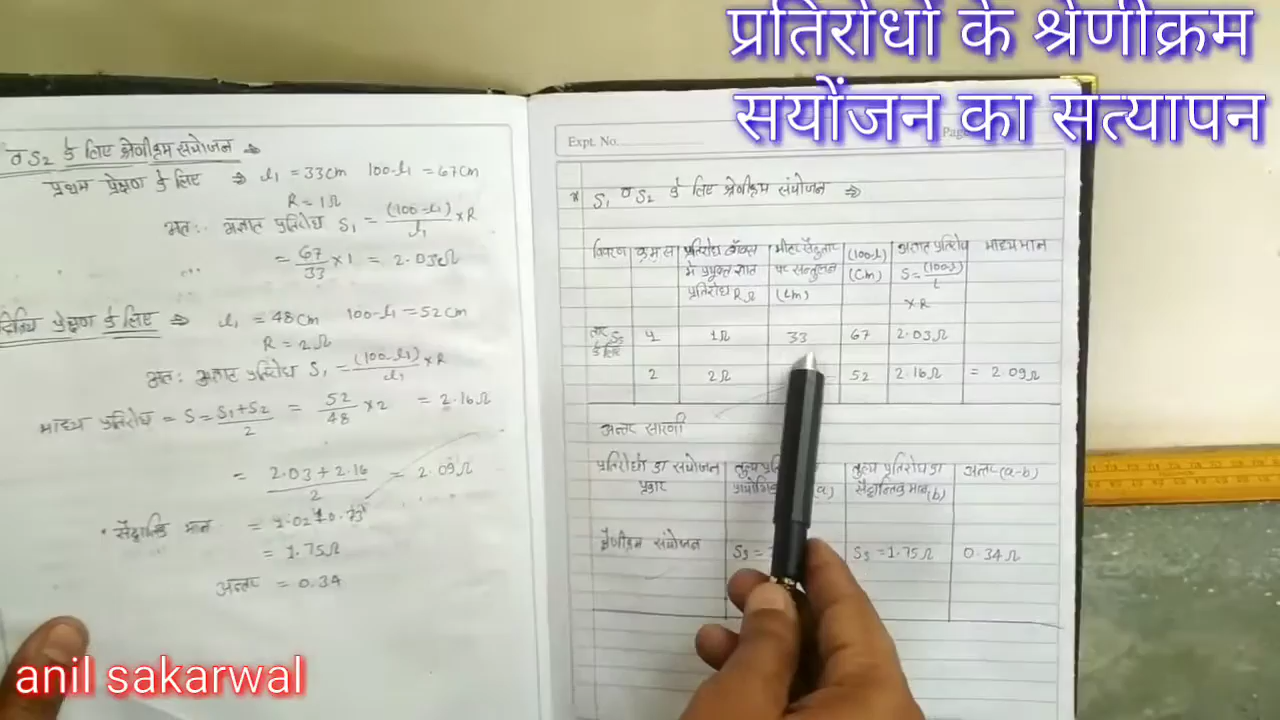 प्रतिरोधों के श्रेणीक्रम
सयोंजन का सत्यापन
व S2 के लिए श्रेणीक्रम संयोजन ⇒
प्रथम प्रेक्षण के लिए ⇒ l1 = 33cm 100-l1 = 67cm
R = 1Ω
अतः अज्ञात प्रतिरोध S1 = (100-l1)/l1 × R
= 67/33 × 1 = 2.03Ω
प्रेक्षण के लिए ⇒ l1 = 48cm 100-l1 = 52cm
R = 2Ω
अतः अज्ञात प्रतिरोध S1 = (100-l1)/l1 × R
माध्य प्रतिरोध = S = S1+S2/2 = 52/48 × 2 = 2.16Ω
= 2.03 + 2.16/2 = 2.09Ω
• सैद्धान्तिक मान
= 1.75Ω
अन्तर = 0.34
Expt. No.
* S1 व S2 के लिए श्रेणीक्रम संयोजन ⇒
विवरण क्रम सं प्रतिरोध बॉक्स में प्रयुक्त ज्ञात प्रतिरोध RΩ मीटर सेतु तार पर सन्तुलन (cm) (100-l) (cm) अज्ञात प्रतिरोध S = (100-l)/l × R माध्य मान
तार S3 के लिए 1 1Ω 33 67 2.03Ω
2 2Ω 52 2.16Ω = 2.09Ω
अन्तर सारणी
प्रतिरोधों का संयोजन प्रकार (a) तुल्य प्रतिरोध का सैद्धान्तिक मान (b) अन्तर (a-b)
श्रेणीक्रम संयोजन S3 = S3 = 1.75Ω 0.34Ω
anil sakarwal